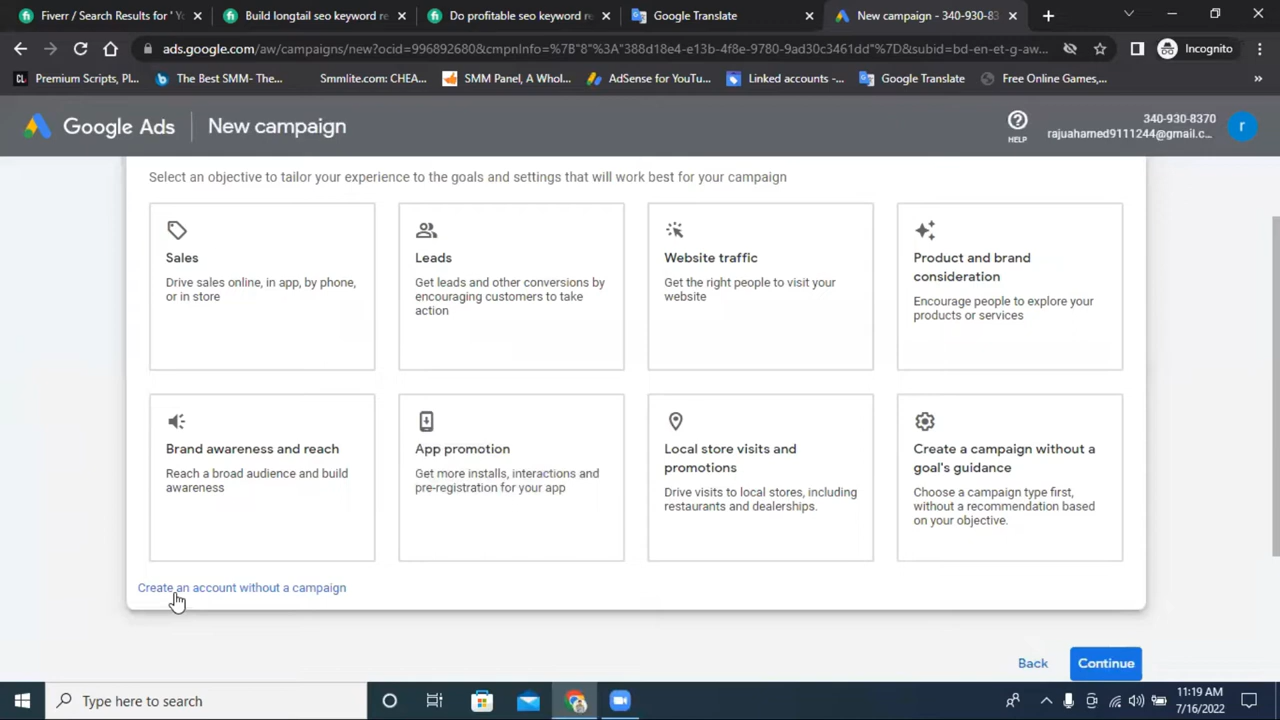 Fiverr / Search Results for ' Yo
Build longtail seo keyword re
Do profitable seo keyword re
Google Translate
New campaign - 340-930-83
ads.google.com/aw/campaigns/new?ocid=996892680&cmpnInfo=%7B"8"%3A"388d18e4-e13b-4f8e-9780-9ad30c3461dd"%7D&subid=bd-en-et-g-aw...
Incognito
Premium Scripts, Pl...
The Best SMM- The...
Smmlite.com: CHEA...
SMM Panel, A Whol...
AdSense for YouTu...
Linked accounts -...
Google Translate
Free Online Games,...
Google Ads
New campaign
HELP
340-930-8370
rajuahamed9111244@gmail.c...
r
Select an objective to tailor your experience to the goals and settings that will work best for your campaign
Sales
Drive sales online, in app, by phone,
or in store
Leads
Get leads and other conversions by
encouraging customers to take
action
Website traffic
Get the right people to visit your
website
Product and brand
consideration
Encourage people to explore your
products or services
Brand awareness and reach
Reach a broad audience and build
awareness
App promotion
Get more installs, interactions and
pre-registration for your app
Local store visits and
promotions
Drive visits to local stores, including
restaurants and dealerships.
Create a campaign without a
goal's guidance
Choose a campaign type first,
without a recommendation based
on your objective.
Create an account without a campaign
Back
Continue
Type here to search
11:19 AM
7/16/2022